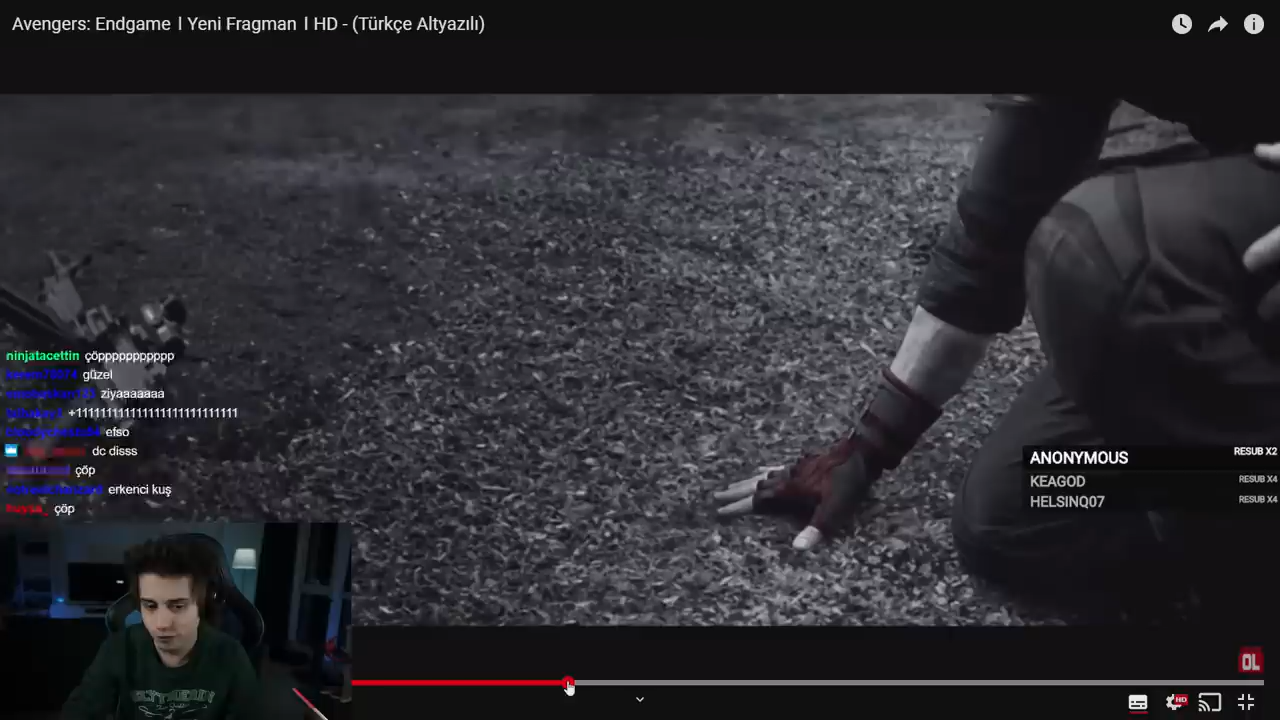 Avengers: Endgame l Yeni Fragman l HD - (Türkçe Altyazılı)
ninjatacettin çöppppppppppp
güzel
ziyaaaaaaa
efso
dc disss
çöp
erkenci kuş
çöp
ANONYMOUS RESUB X2
KEAGOD RESUB X4
HELSINQ07 RESUB X4
OL
HD